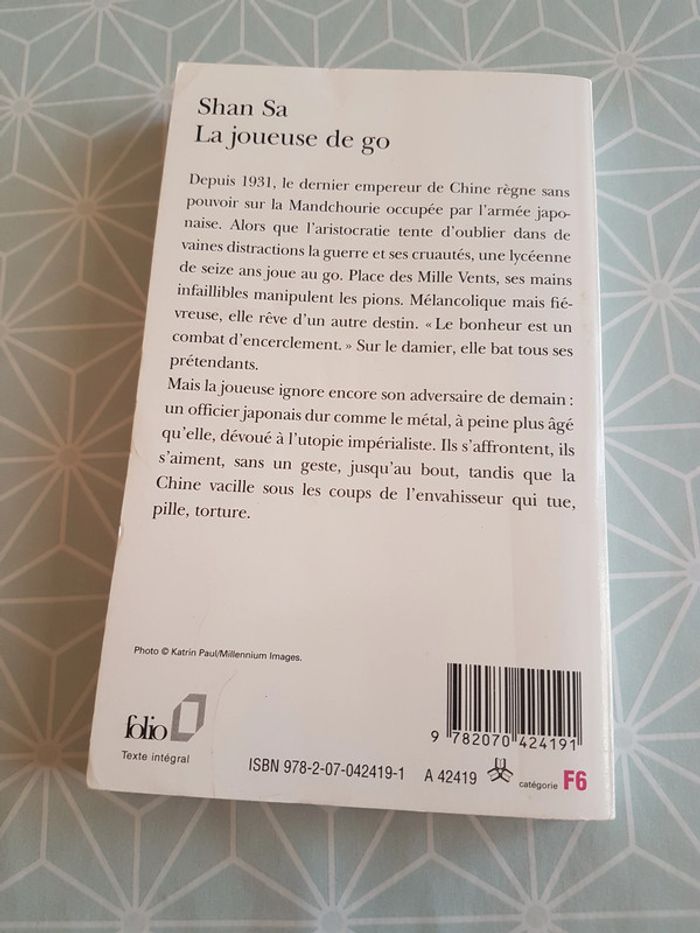 Shan Sa
La joueuse de go
Depuis 1931, le dernier empereur de Chine règne sans
pouvoir sur la Mandchourie occupée par l'armée japo-
naise. Alors que l'aristocratie tente d'oublier dans de
vaines distractions la guerre et ses cruautés, une lycéenne
de seize ans joue au go. Place des Mille Vents, ses mains
infaillibles manipulent les pions. Mélancolique mais fié-
vreuse, elle rêve d'un autre destin. « Le bonheur est un
combat d'encerclement. » Sur le damier, elle bat tous ses
prétendants.
Mais la joueuse ignore encore son adversaire de demain :
un officier japonais dur comme le métal, à peine plus âgé
qu'elle, dévoué à l'utopie impérialiste. Ils s'affrontent, ils
s'aiment, sans un geste, jusqu'au bout, tandis que la
Chine vacille sous les coups de l'envahisseur qui tue,
pille, torture.
Photo © Katrin Paul/Millennium Images.
folio
Texte intégral
9 782070 424191
ISBN 978-2-07-042419-1 A 42419 catégorie F6